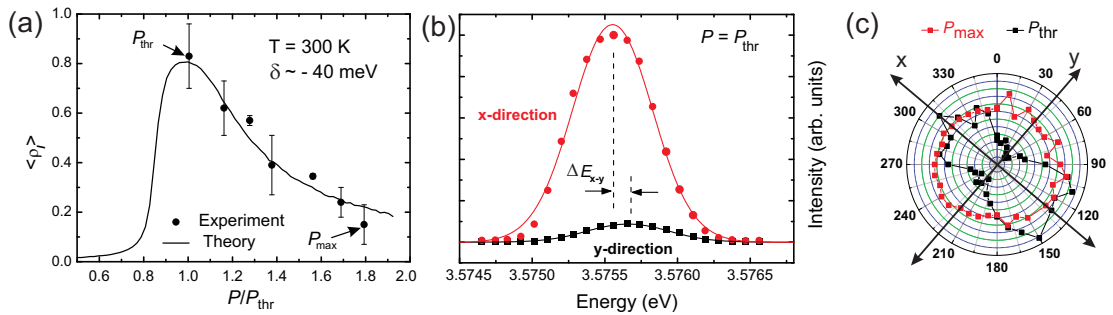 (a)
1.0
0.8
0.6
0.4
0.2
0.0
<ρ_l>
P_thr
T = 300 K
δ ~ - 40 meV
Experiment
Theory
P_max
0.6 0.8 1.0 1.2 1.4 1.6 1.8 2.0
P/P_thr
(b)
P = P_thr
x-direction
ΔE_x-y
y-direction
3.5745 3.5750 3.5755 3.5760 3.5765
Energy (eV)
Intensity (arb. units)
(c)
P_max P_thr
x
y
0
30
60
90
120
150
180
210
240
270
300
330